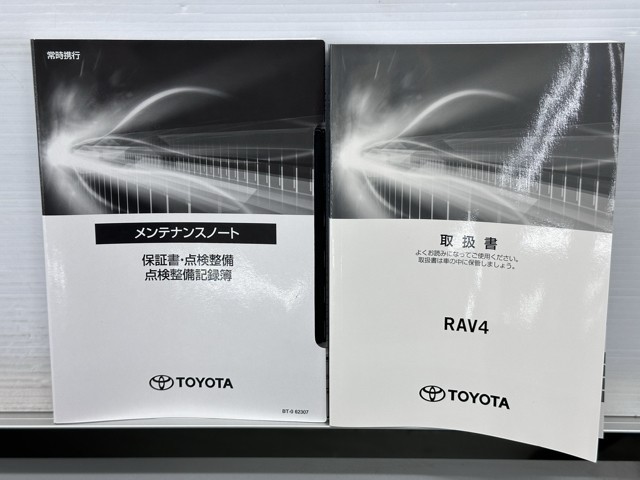 常時携行
メンテナンスノート
保証書・点検整備
点検整備記録簿
TOYOTA
BT-9 62307
取扱書
よくお読みになってご使用ください。
取扱書は車の中に保管しましょう。
RAV4
TOYOTA